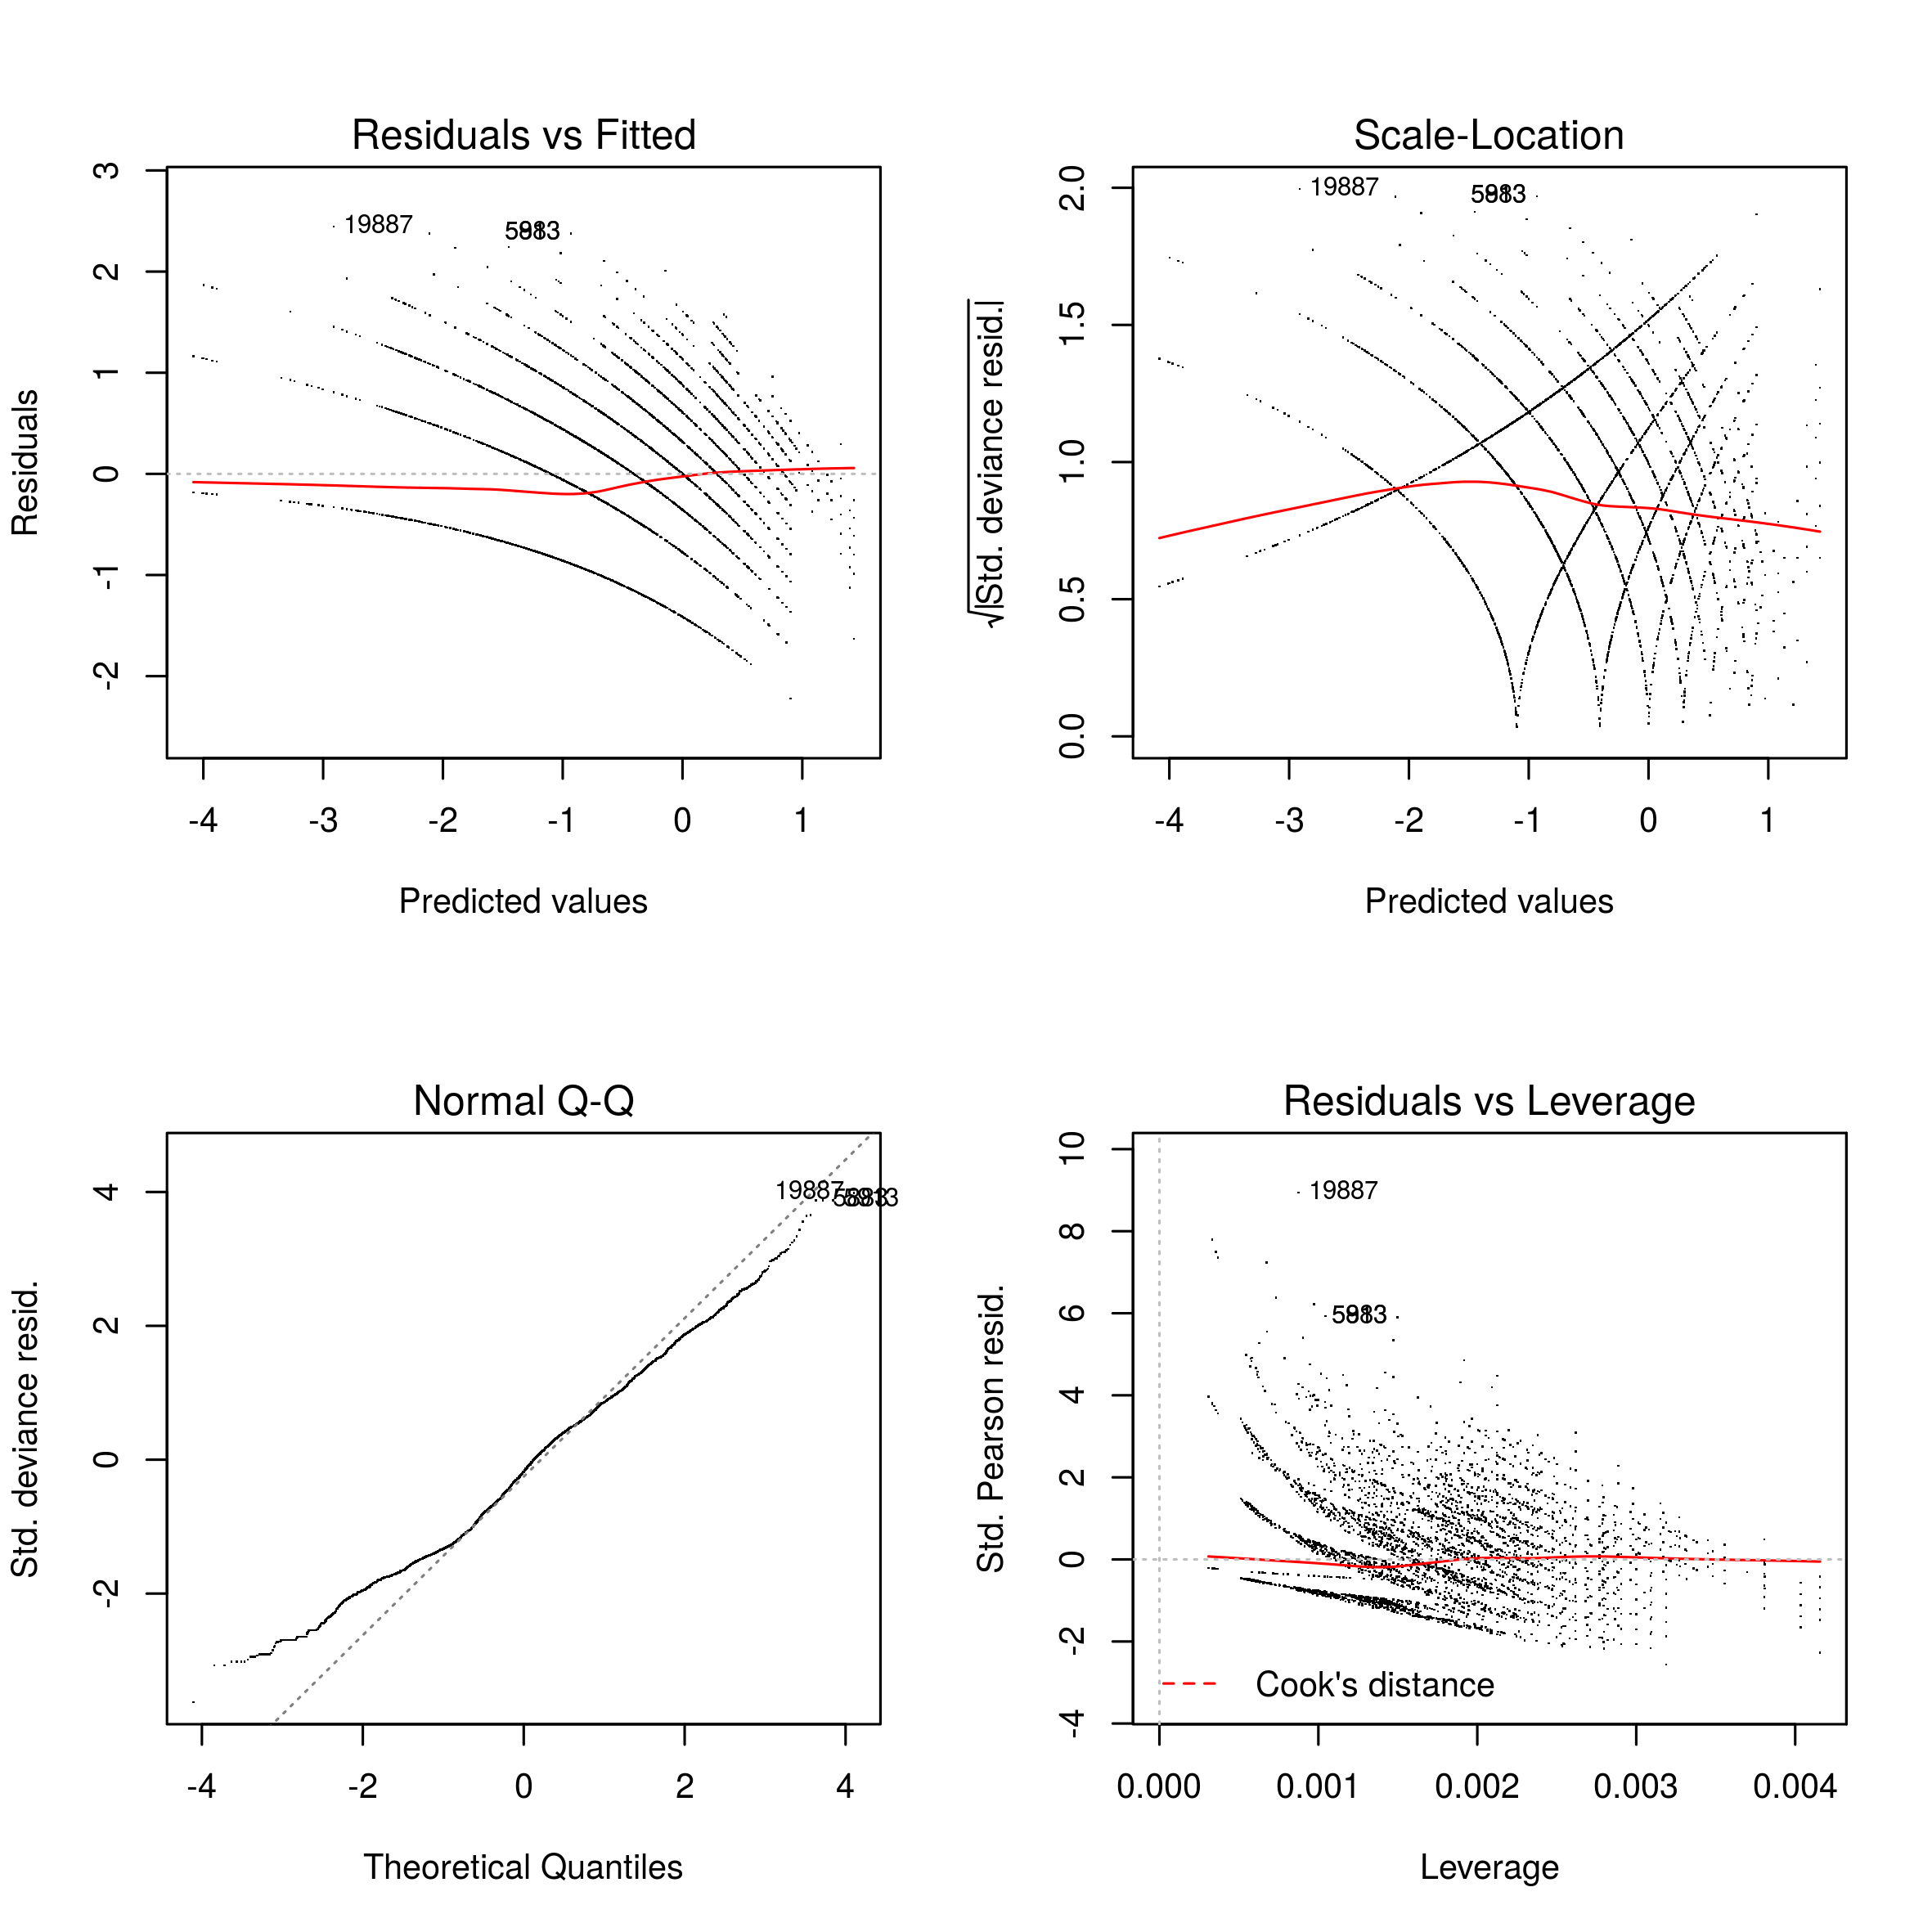 Residuals vs Fitted
Residuals
3
2
1
0
-1
-2
19887
5983
-4 -3 -2 -1 0 1
Predicted values
Scale-Location
√|Std. deviance resid.|
2.0
1.5
1.0
0.5
0.0
19887
-4 -3 -2 -1 0 1
Predicted values
Normal Q-Q
Std. deviance resid.
4
2
0
-2
19887
-4 -2 0 2 4
Theoretical Quantiles
Residuals vs Leverage
Std. Pearson resid.
10
8
6
4
2
0
-2
-4
19887
Cook's distance
0.000 0.001 0.002 0.003 0.004
Leverage